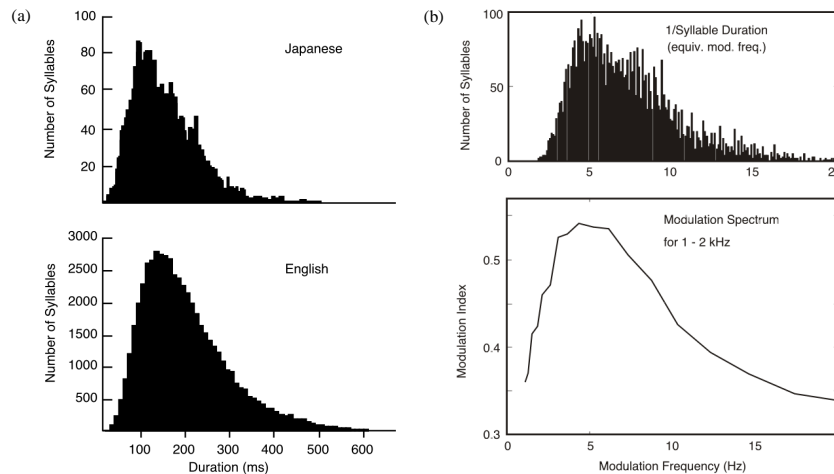 (a)
100
80
60
40
20
Number of Syllables
Japanese
3000
2500
2000
1500
1000
500
Number of Syllables
English
100
200
300
400
500
600
Duration (ms)
(b)
100
50
0
Number of Syllables
1/Syllable Duration
(equiv. mod. freq.)
0
5
10
15
0.5
0.4
0.3
Modulation Index
Modulation Spectrum
for 1 - 2 kHz
0
5
10
15
Modulation Frequency (Hz)